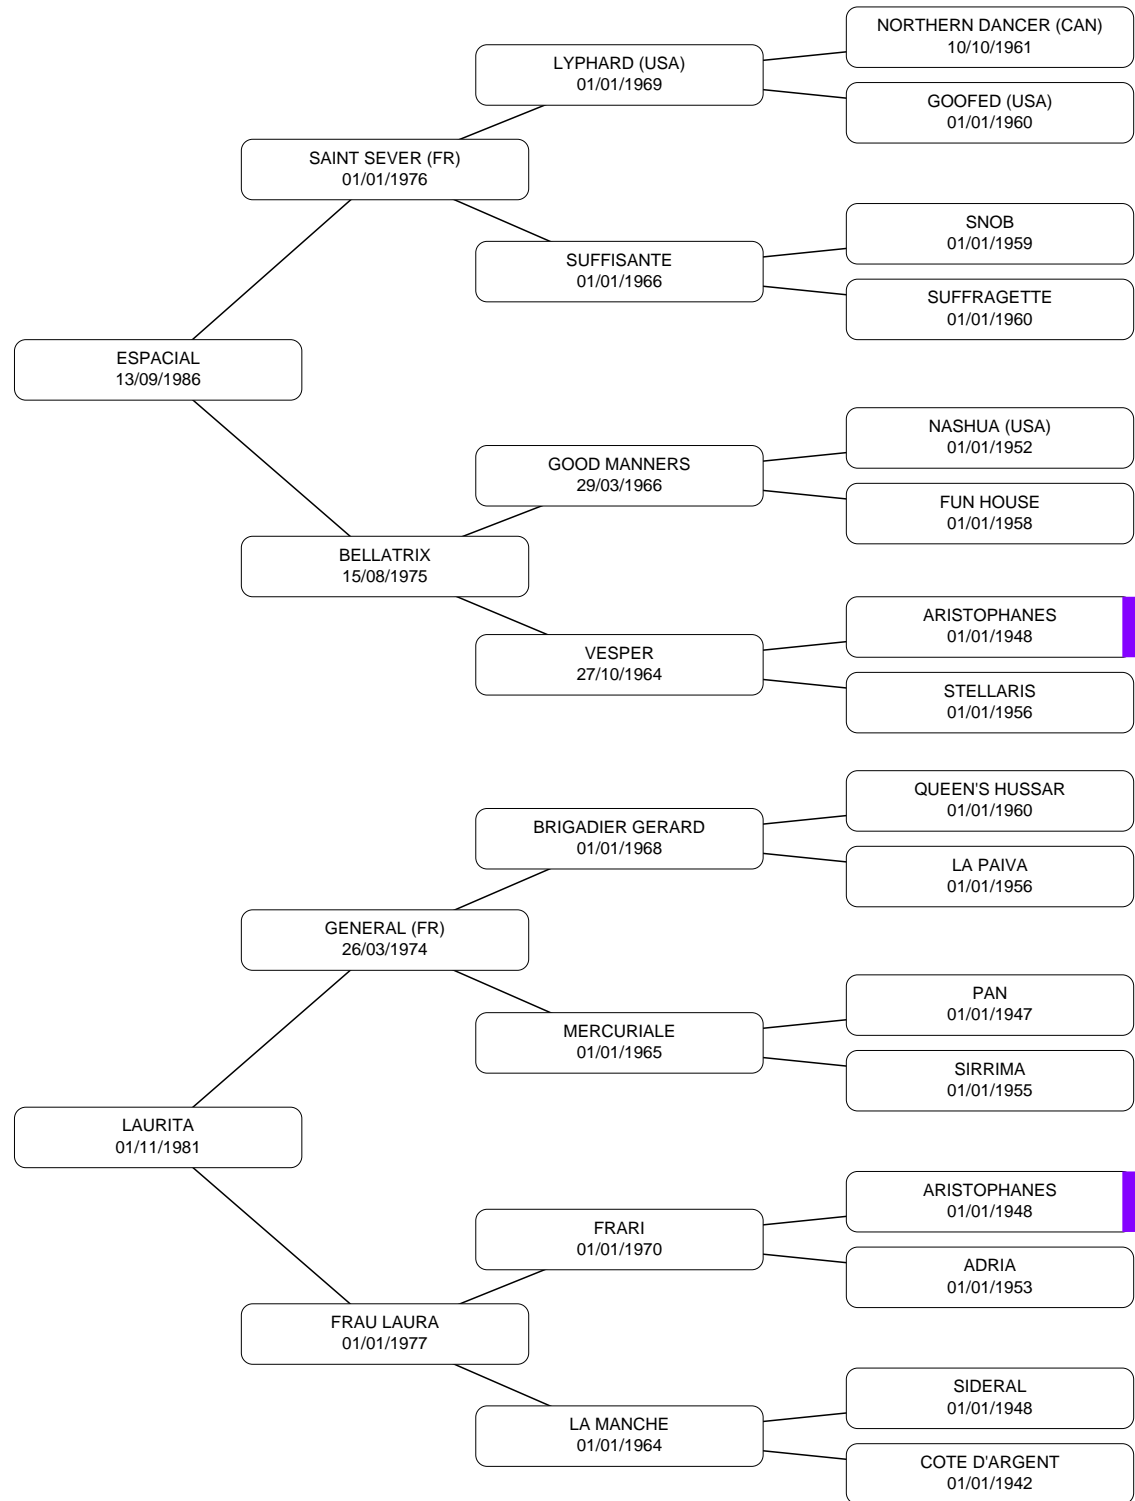 NORTHERN DANCER (CAN)
10/10/1961
LYPHARD (USA)
01/01/1969
GOOFED (USA)
01/01/1960
SAINT SEVER (FR)
01/01/1976
SNOB
01/01/1959
SUFFISANTE
01/01/1966
SUFFRAGETTE
01/01/1960
ESPACIAL
13/09/1986
NASHUA (USA)
01/01/1952
GOOD MANNERS
29/03/1966
FUN HOUSE
01/01/1958
BELLATRIX
15/08/1975
ARISTOPHANES
01/01/1948
VESPER
27/10/1964
STELLARIS
01/01/1956
QUEEN'S HUSSAR
01/01/1960
BRIGADIER GERARD
01/01/1968
LA PAIVA
01/01/1956
GENERAL (FR)
26/03/1974
PAN
01/01/1947
MERCURIALE
01/01/1965
SIRRIMA
01/01/1955
LAURITA
01/11/1981
ARISTOPHANES
01/01/1948
FRARI
01/01/1970
ADRIA
01/01/1953
FRAU LAURA
01/01/1977
SIDERAL
01/01/1948
LA MANCHE
01/01/1964
COTE D'ARGENT
01/01/1942